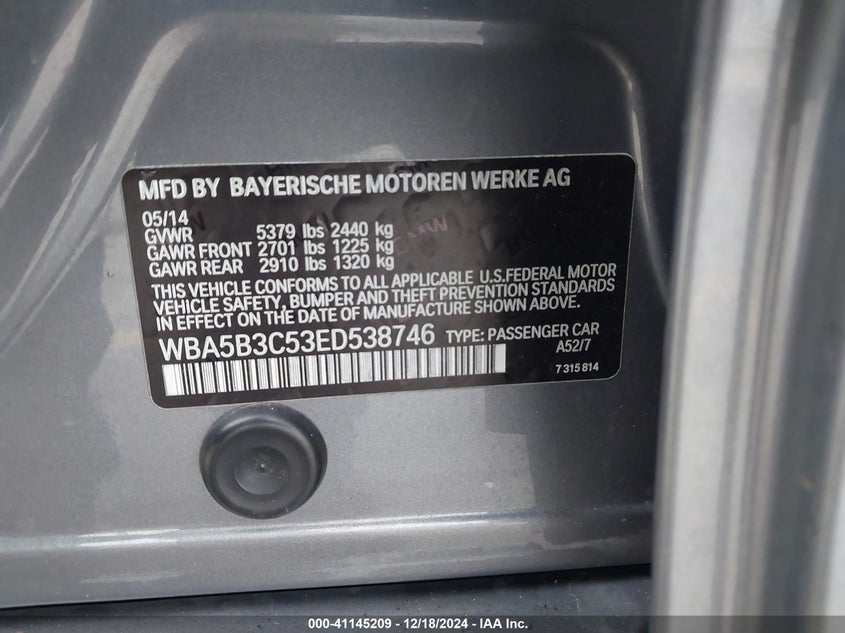 MFD BY BAYERISCHE MOTOREN WERKE AG
05/14
GVWR 5379 lbs 2440 kg
GAWR FRONT 2701 lbs 1225 kg
GAWR REAR 2910 lbs 1320 kg
THIS VEHICLE CONFORMS TO ALL APPLICABLE U.S.FEDERAL MOTOR
VEHICLE SAFETY, BUMPER AND THEFT PREVENTION STANDARDS
IN EFFECT ON THE DATE OF MANUFACTURE SHOWN ABOVE.
WBA5B3C53ED538746 TYPE: PASSENGER CAR
A52/7
7 315 814
000-41145209 - 12/18/2024 - IAA Inc.